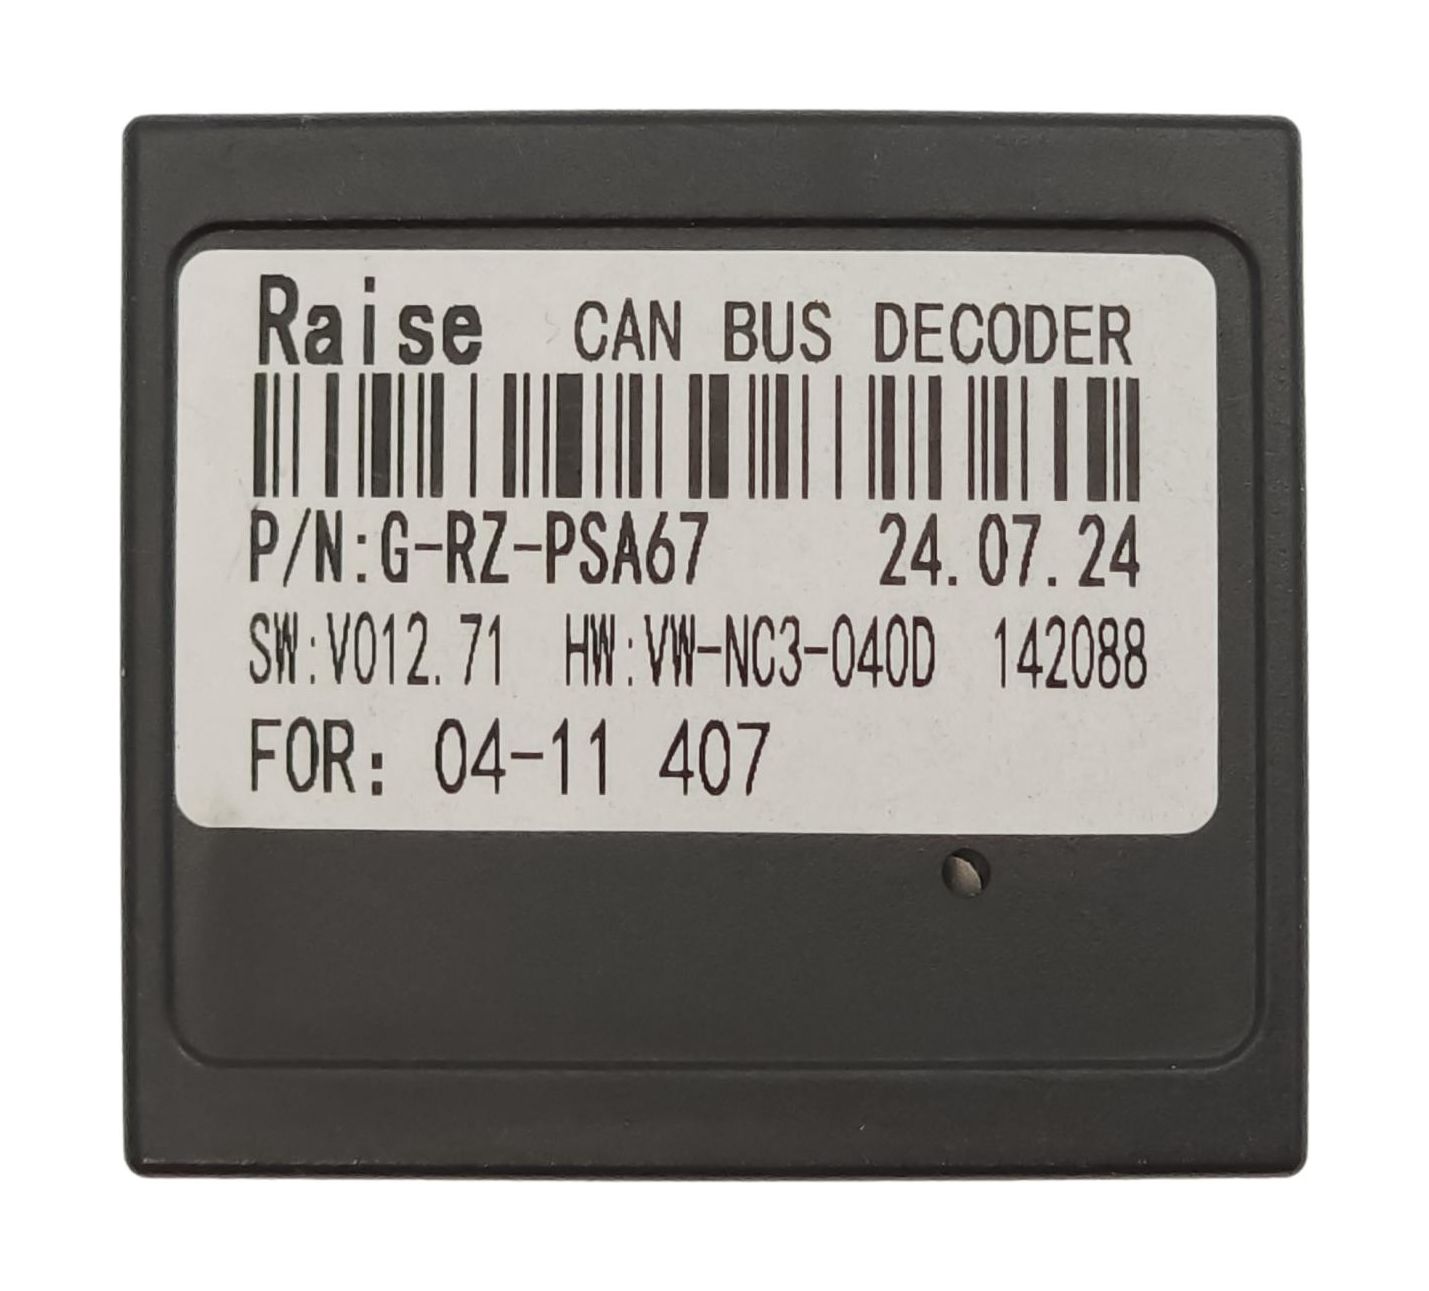 Raise CAN BUS DECODER
P/N:G-RZ-PSA67 24.07.24
SW:V012.71 HW:VW-NC3-040D 142088
FOR: 04-11 407